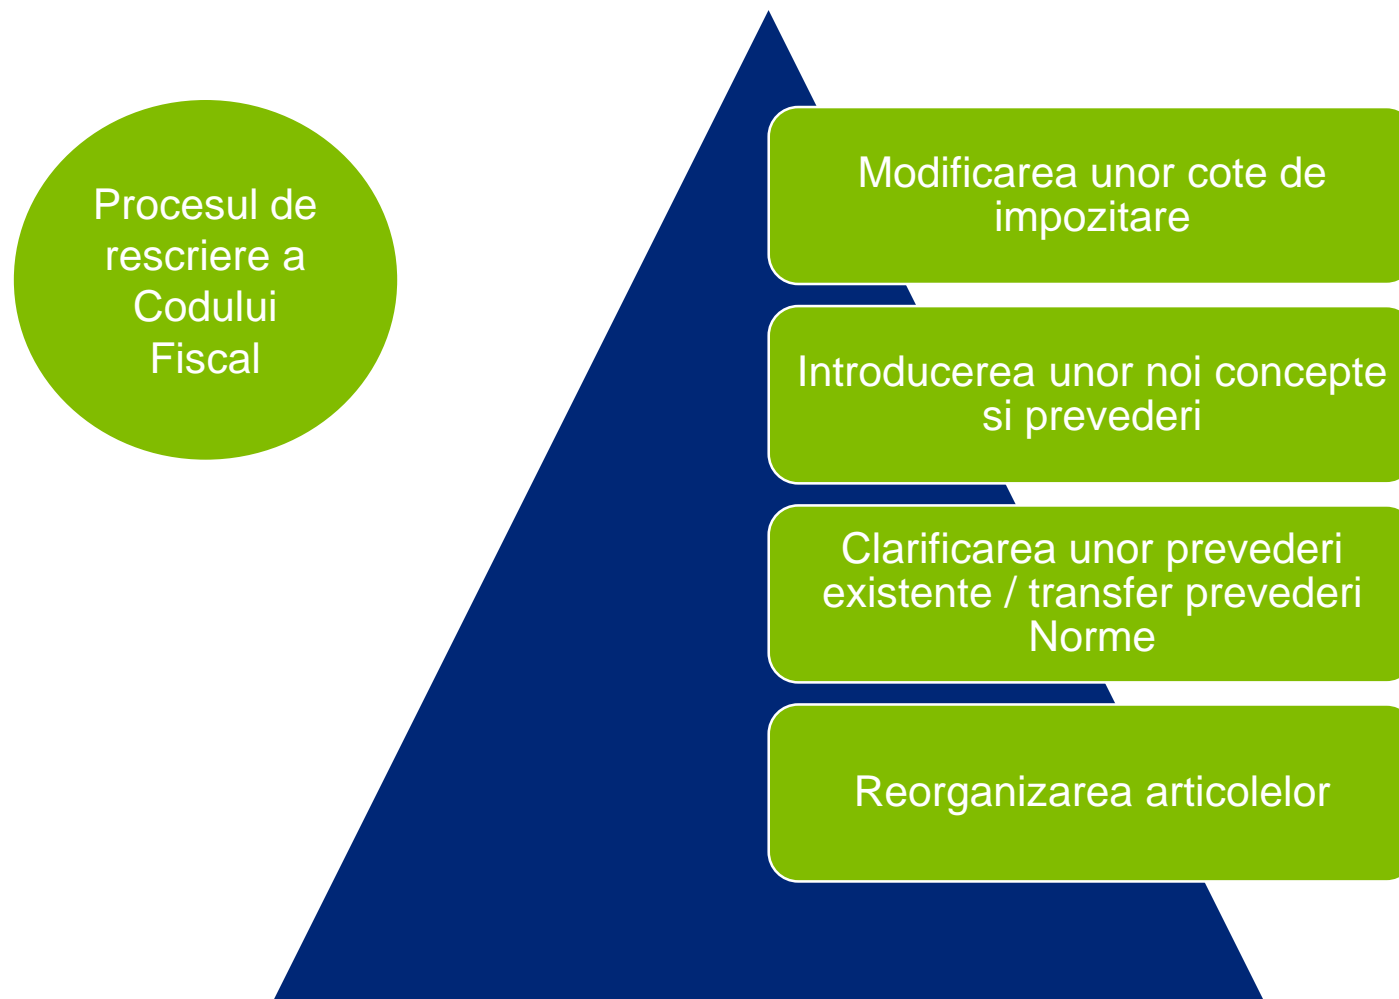 Procesul de
rescriere a
Codului
Fiscal
Modificarea unor cote de
impozitare
Introducerea unor noi concepte
si prevederi
Clarificarea unor prevederi
existente / transfer prevederi
Norme
Reorganizarea articolelor